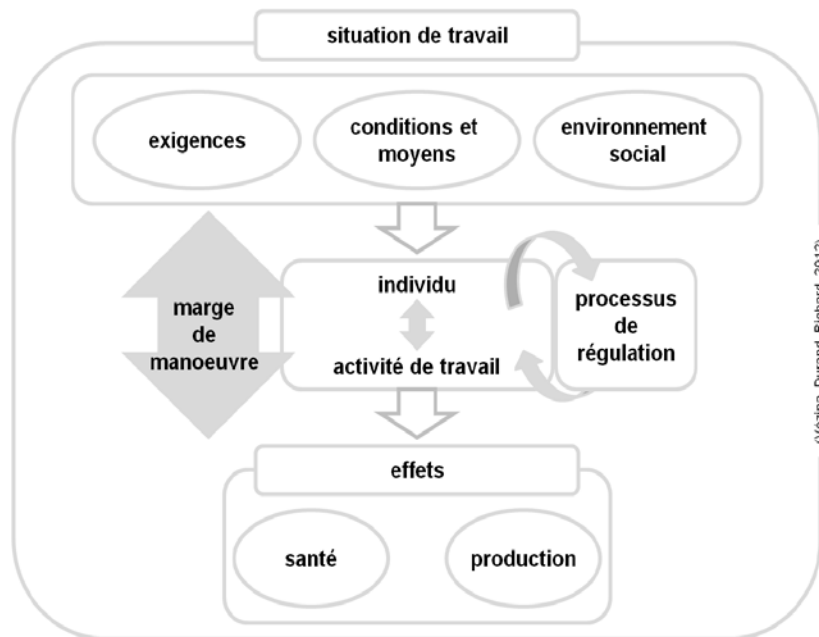 situation de travail
exigences
conditions et
moyens
environnement
social
marge
de
manoeuvre
individu
activité de travail
processus
de
régulation
effets
santé
production